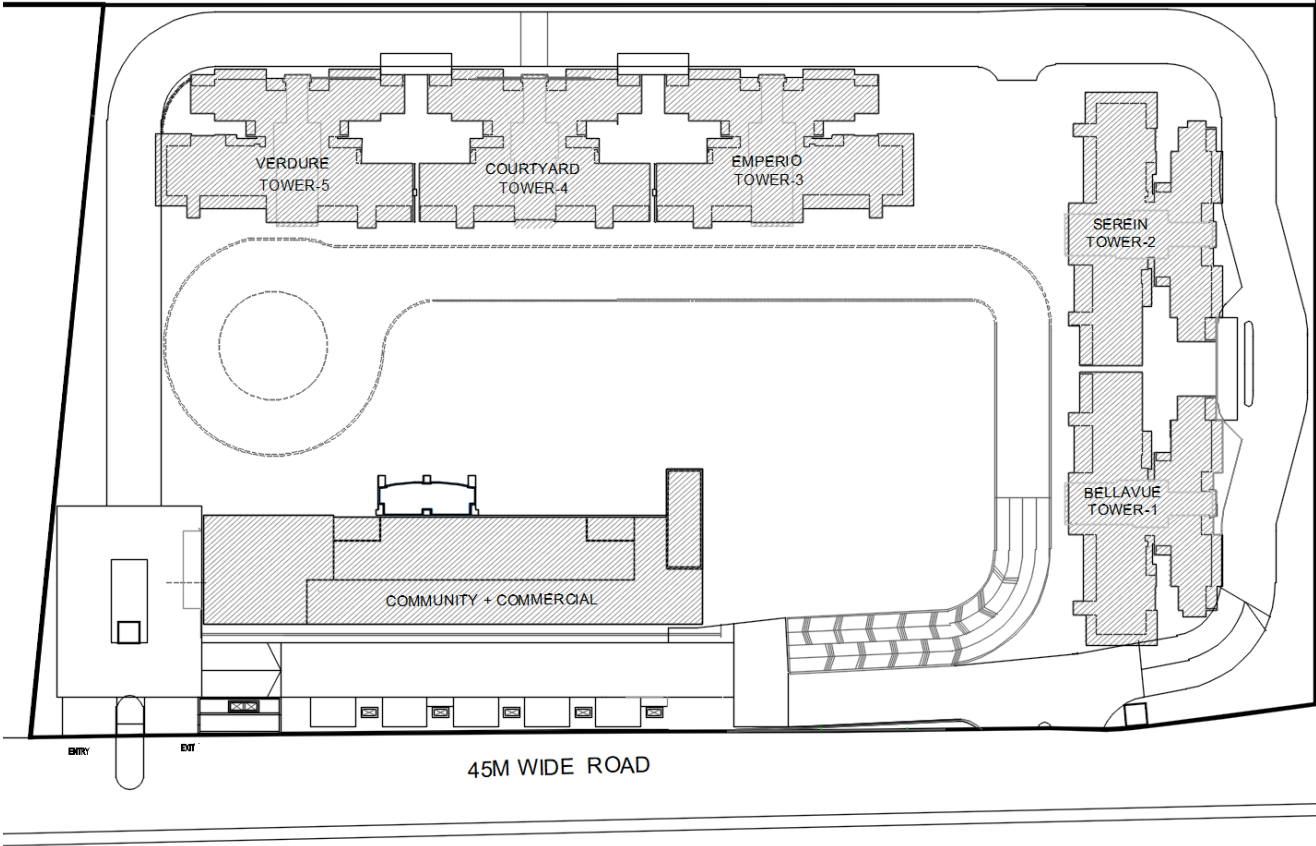 VERDURE
TOWER-5
COURTYARD
TOWER-4
EMPERIO
TOWER-3
SEREIN
TOWER-2
BELLAVUE
TOWER-1
COMMUNITY + COMMERCIAL
ENTRY
EXIT
45M WIDE ROAD